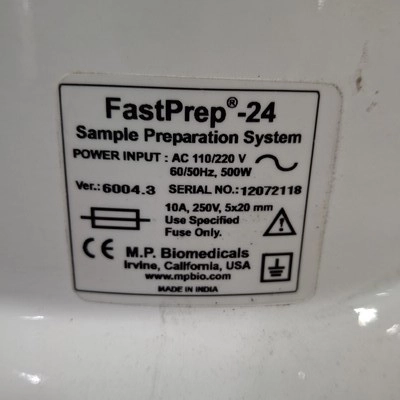 FastPrep®-24
Sample Preparation System
POWER INPUT : AC 110/220 V
60/50Hz, 500W
Ver.: 6004.3 SERIAL NO.: 12072118
10A, 250V, 5x20 mm
Use Specified
Fuse Only.
CE M.P. Biomedicals
Irvine, California, USA
www.mpbio.com
MADE IN INDIA